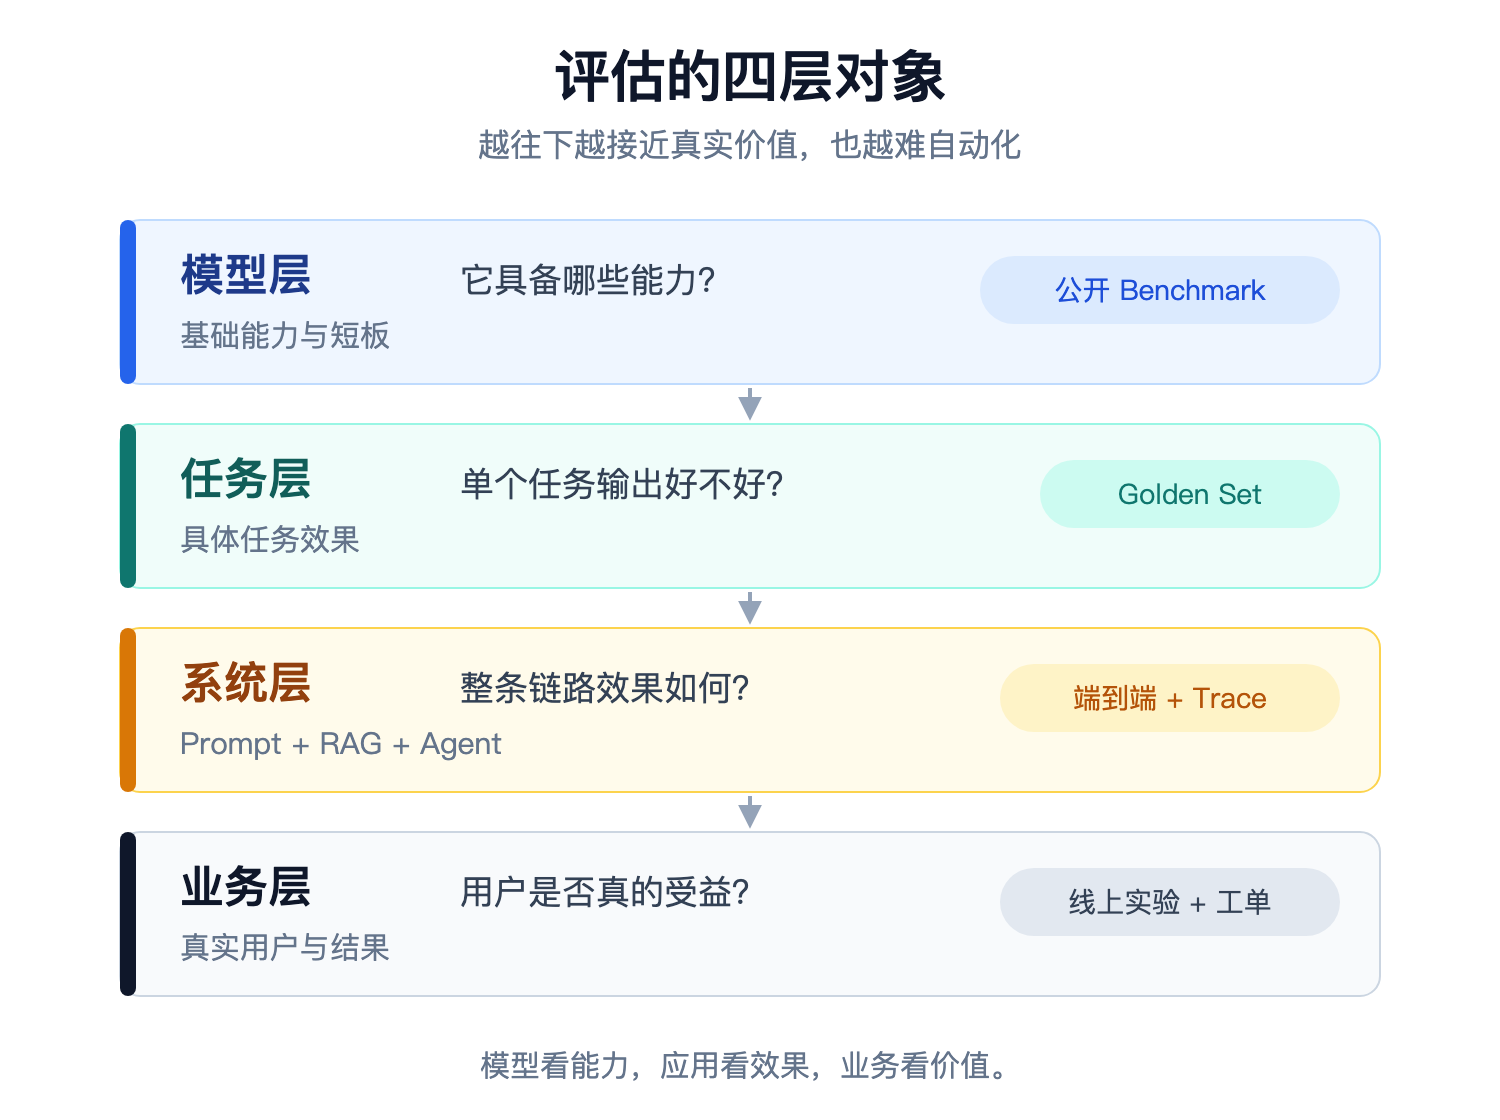 评估的四层对象
越往下越接近真实价值，也越难自动化
模型层
它具备哪些能力?
公开 Benchmark
基础能力与短板
任务层
单个任务输出好不好?
Golden Set
具体任务效果
系统层
整条链路效果如何?
端到端 + Trace
Prompt + RAG + Agent
业务层
用户是否真的受益?
线上实验 + 工单
真实用户与结果
模型看能力，应用看效果，业务看价值。